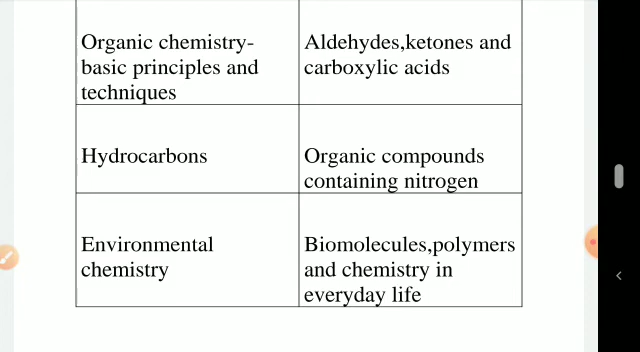 Organic chemistry-
basic principles and
techniques
Aldehydes,ketones and
carboxylic acids
Hydrocarbons
Organic compounds
containing nitrogen
Environmental
chemistry
Biomolecules,polymers
and chemistry in
everyday life